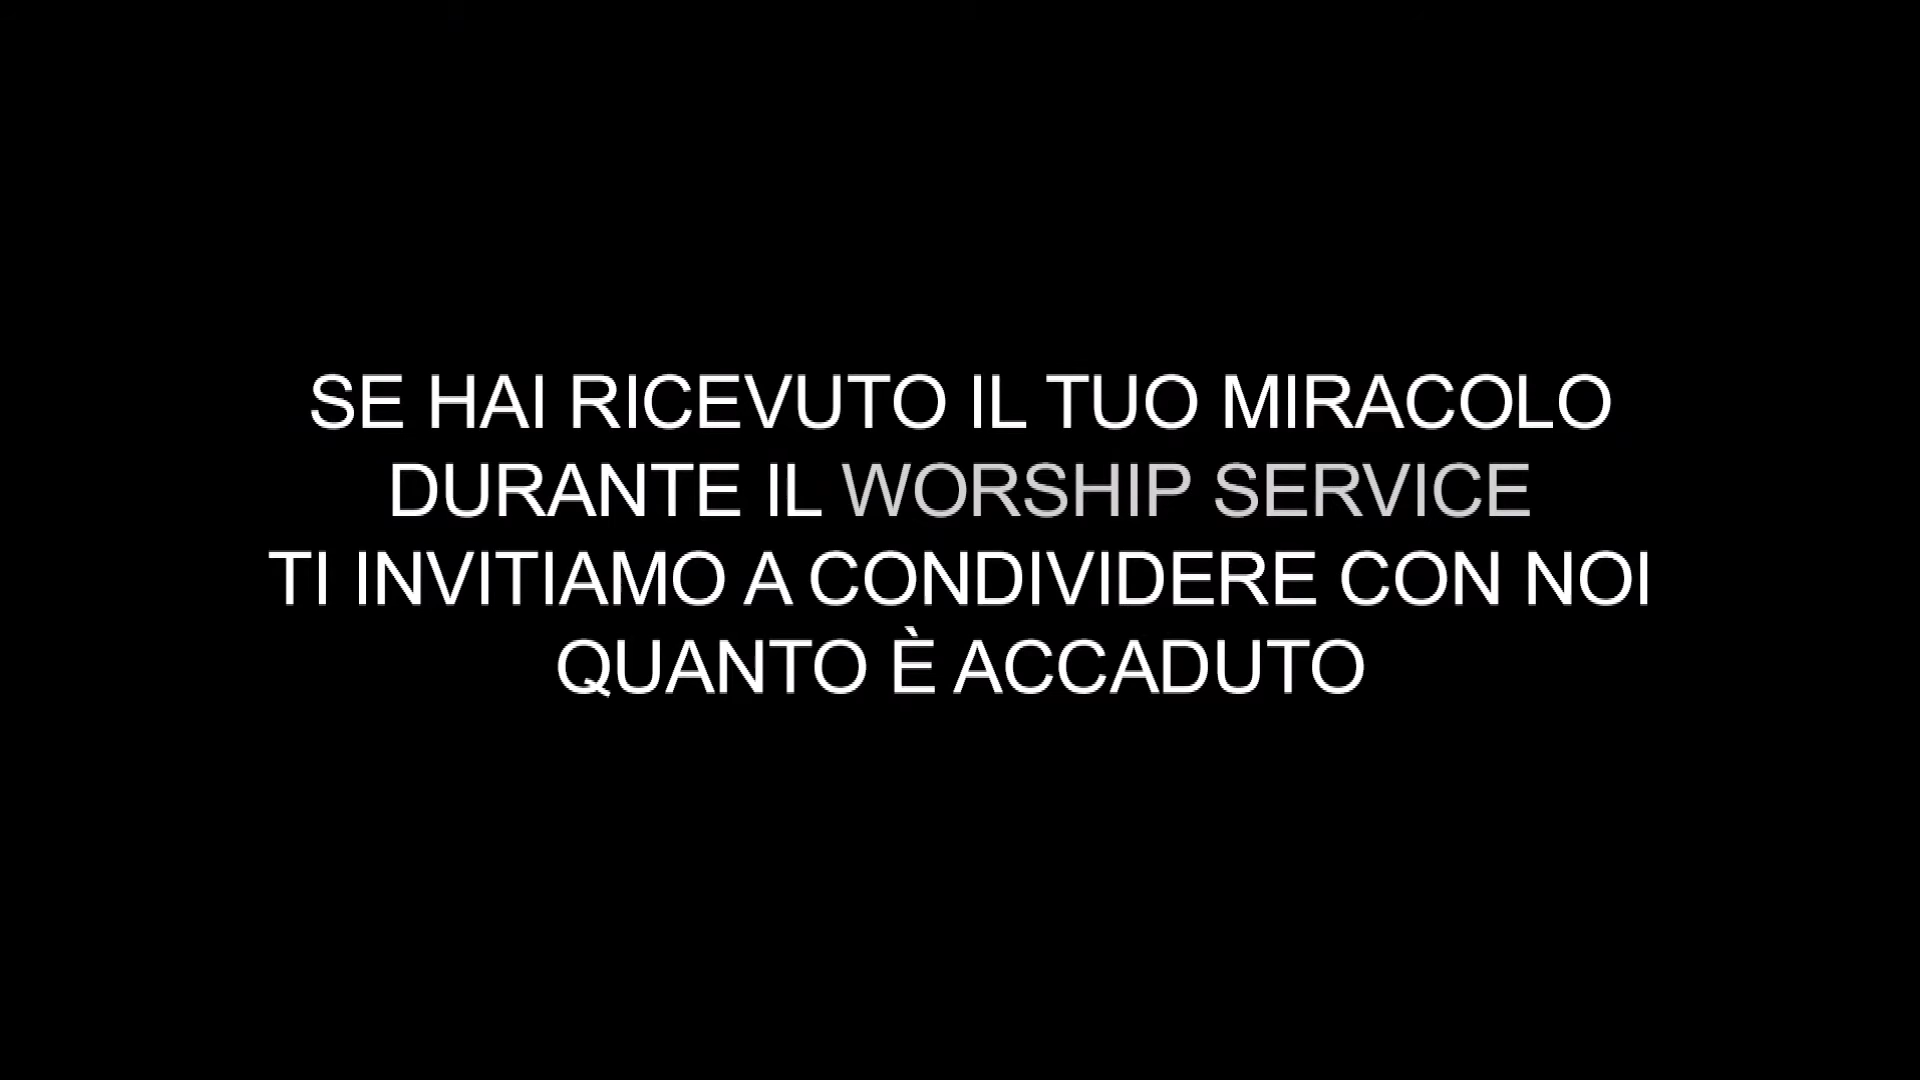 SE HAI RICEVUTO IL TUO MIRACOLO
DURANTE IL WORSHIP SERVICE
TI INVITIAMO A CONDIVIDERE CON NOI
QUANTO È ACCADUTO